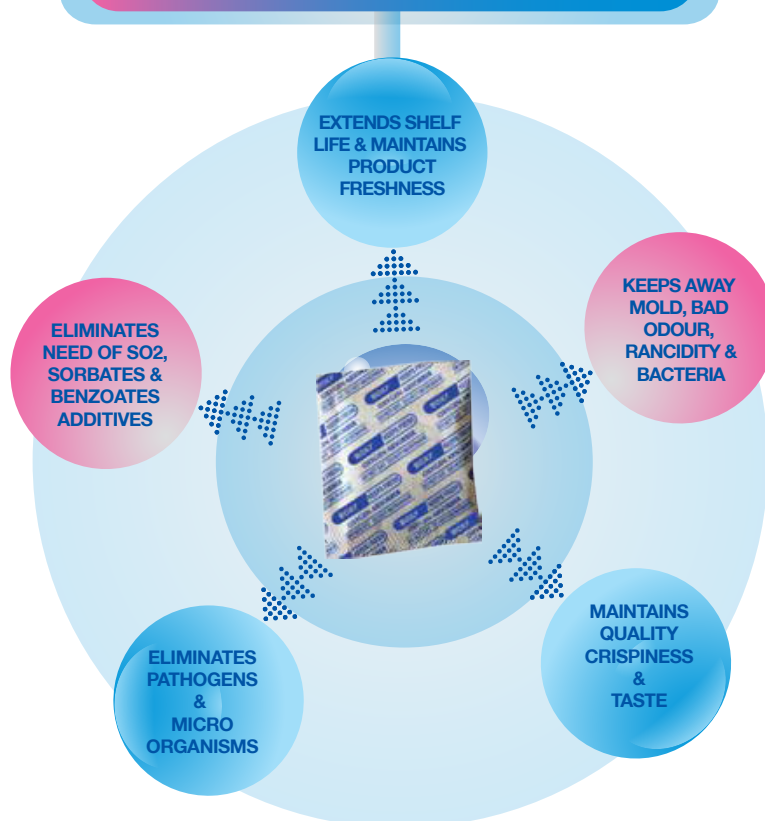 EXTENDS SHELF
LIFE & MAINTAINS
PRODUCT
FRESHNESS
KEEPS AWAY
MOLD, BAD
ODOUR,
RANCIDITY &
BACTERIA
ELIMINATES
NEED OF SO2,
SORBATES &
BENZOATES
ADDITIVES
MAINTAINS
QUALITY
CRISPINESS
&
TASTE
ELIMINATES
PATHOGENS
&
MICRO
ORGANISMS